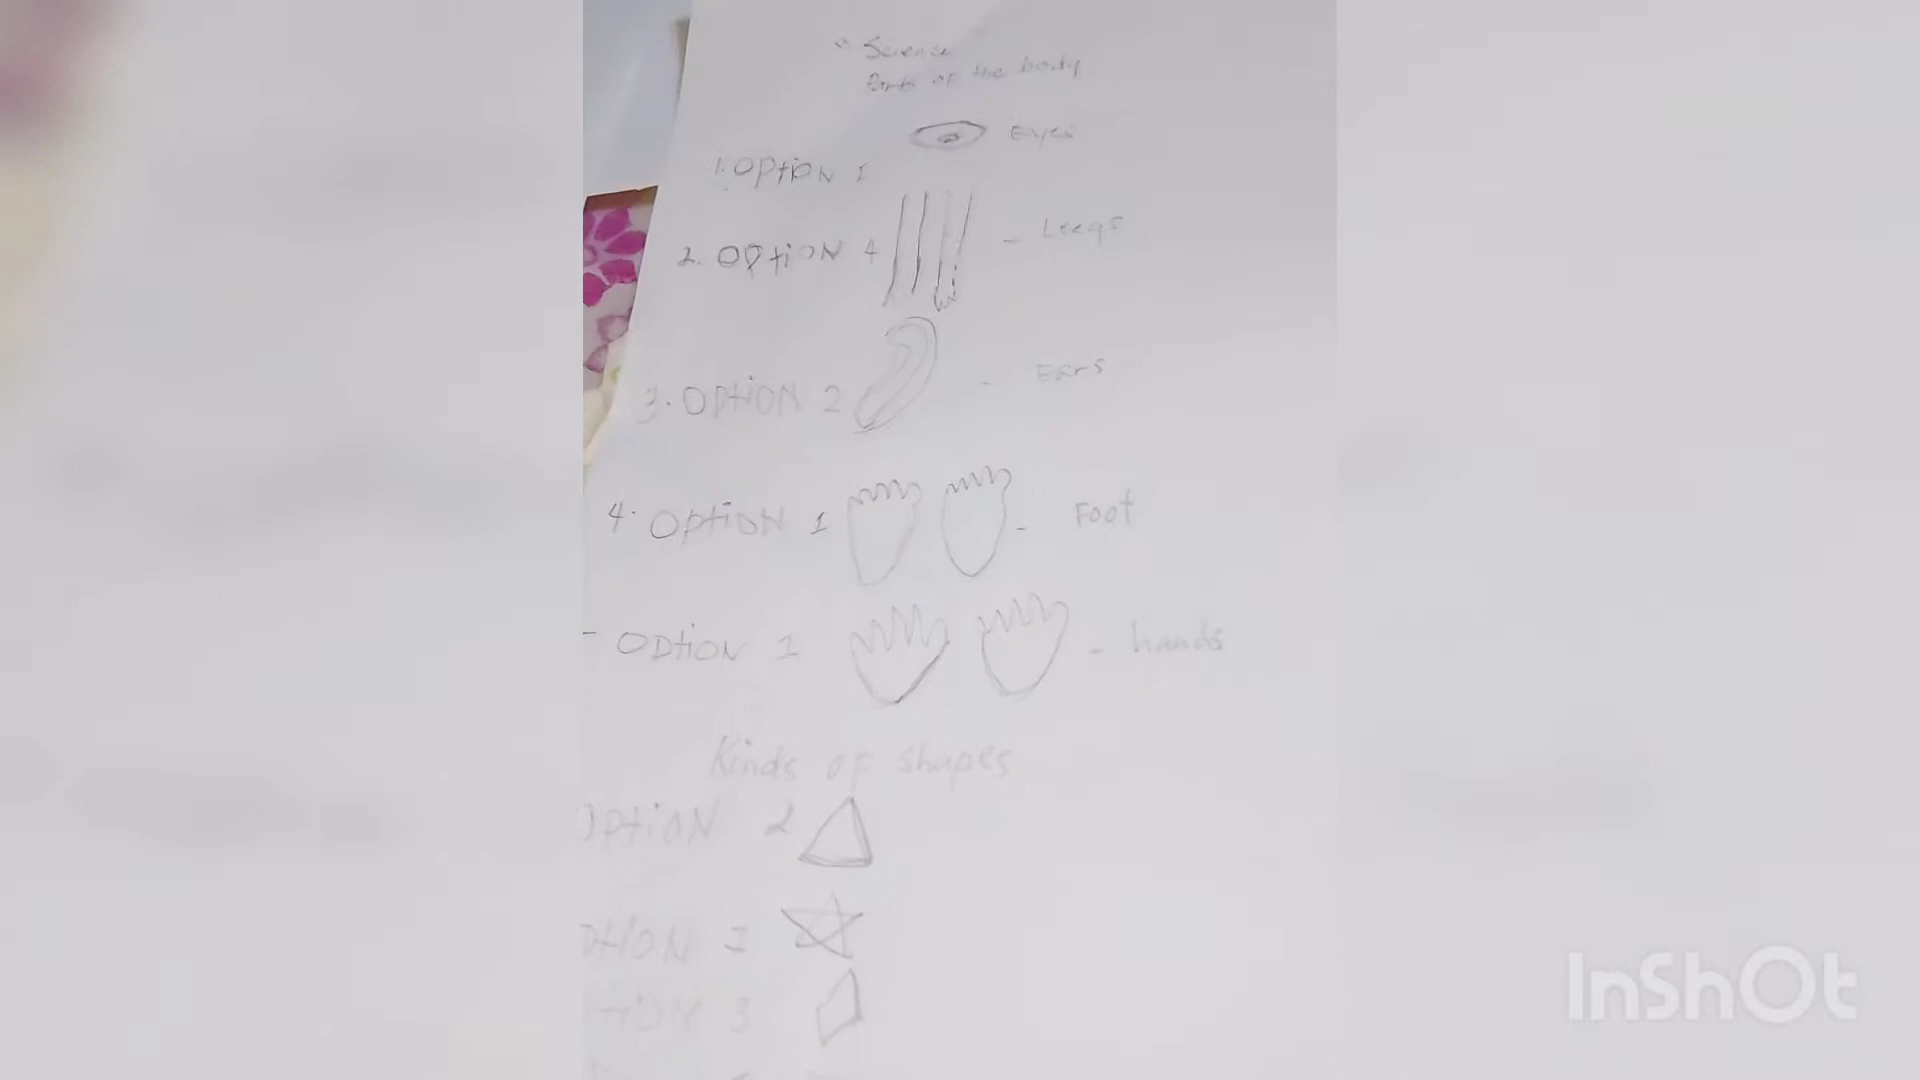 " Science
Parts of the body
Eyes
1. Option 1
2. Option 4 - Leegs
3. Option 2 - Ears
4. Option 1 - Foot
- Option 1 - hands
Kinds of shapes
Option 2
ption
3
InShOt